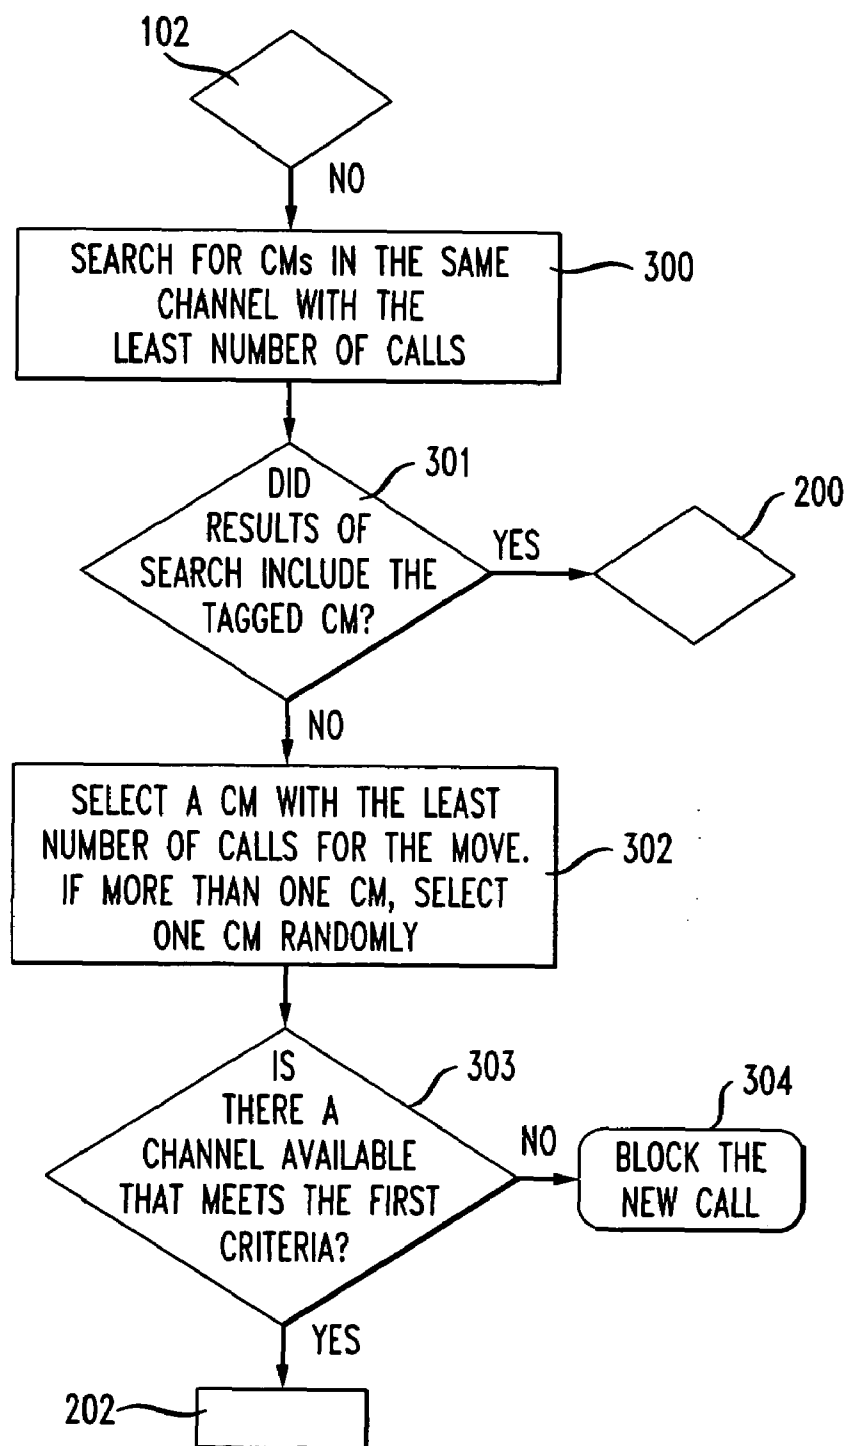 102
NO
SEARCH FOR CMs IN THE SAME
CHANNEL WITH THE
LEAST NUMBER OF CALLS
300
DID
RESULTS OF
SEARCH INCLUDE THE
TAGGED CM?
301
YES
200
NO
SELECT A CM WITH THE LEAST
NUMBER OF CALLS FOR THE MOVE.
IF MORE THAN ONE CM, SELECT
ONE CM RANDOMLY
302
IS
THERE A
CHANNEL AVAILABLE
THAT MEETS THE FIRST
CRITERIA?
303
NO
304
BLOCK THE
NEW CALL
YES
202